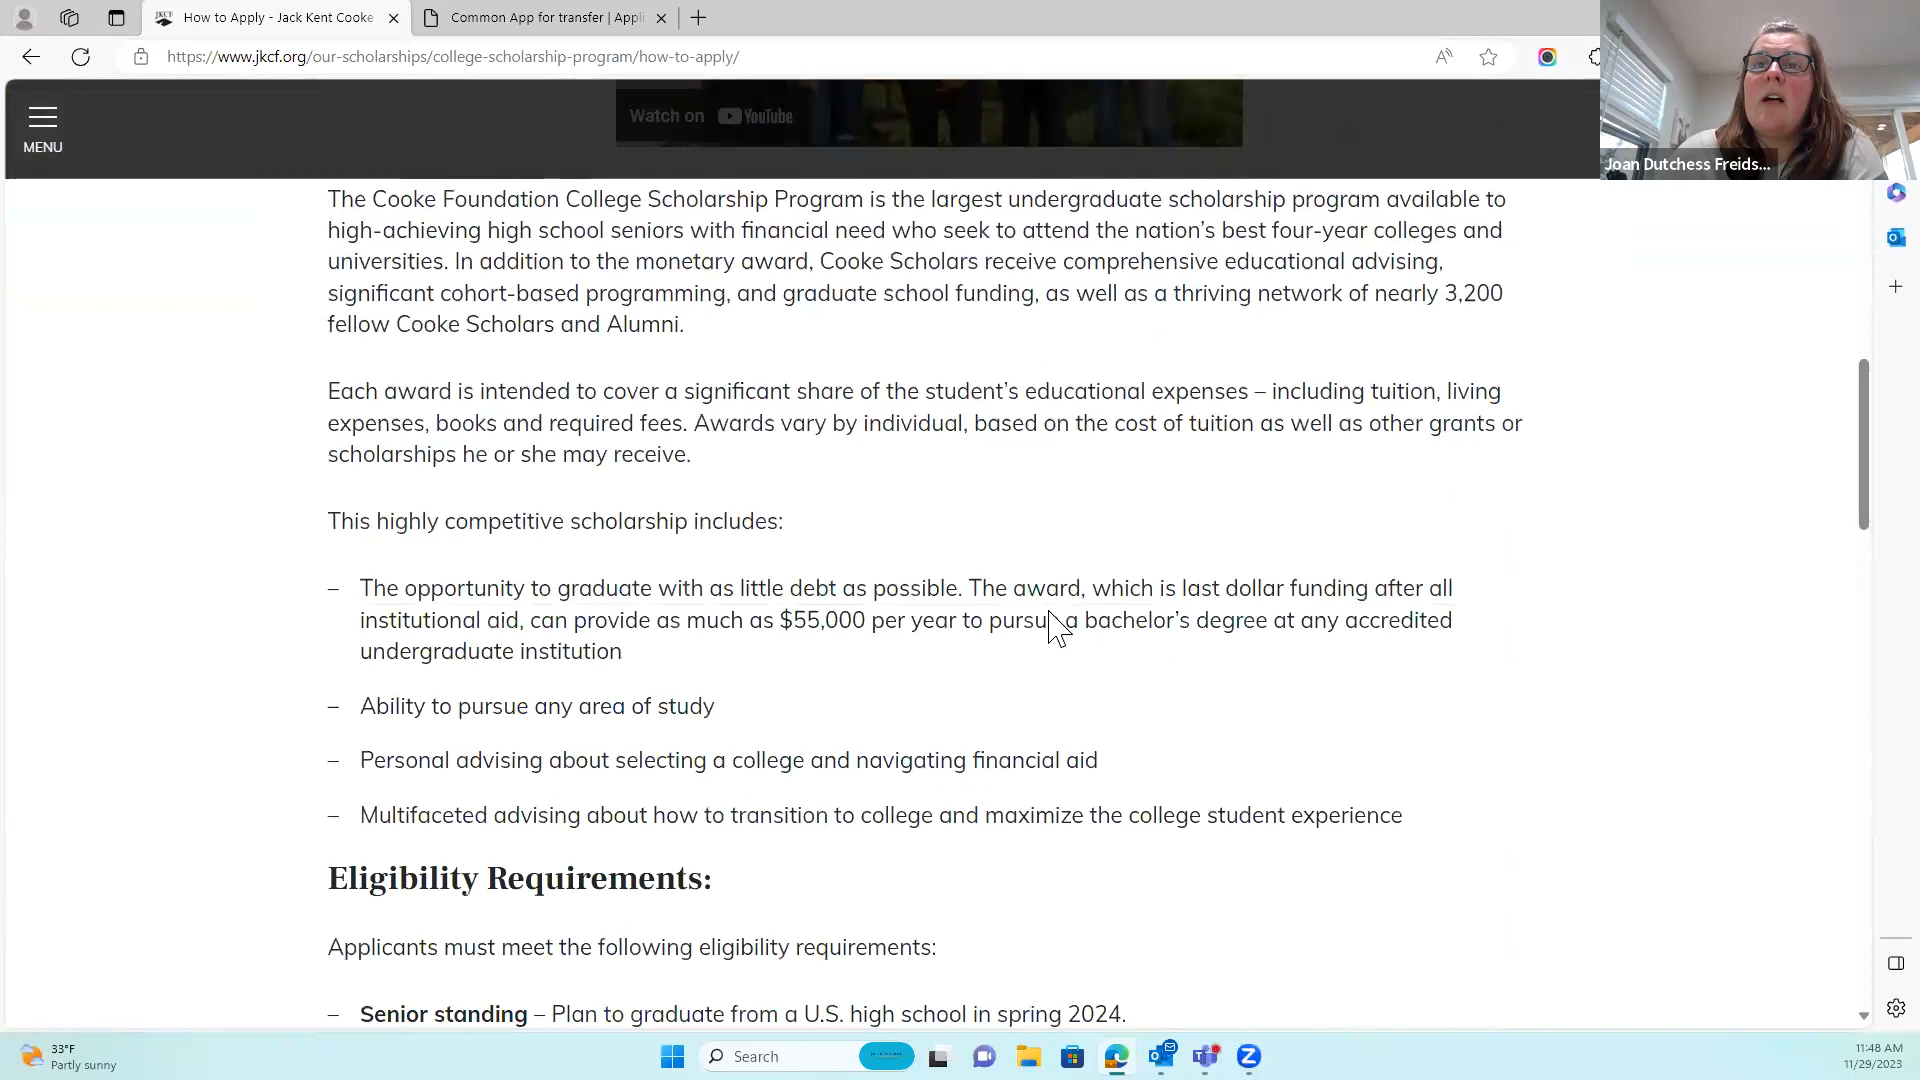 How to Apply - Jack Kent Cooke
Common App for transfer | Appli
https://www.jkcf.org/our-scholarships/college-scholarship-program/how-to-apply/
MENU
Watch on YouTube
Joan Dutchess Freids...
The Cooke Foundation College Scholarship Program is the largest undergraduate scholarship program available to
high-achieving high school seniors with financial need who seek to attend the nation's best four-year colleges and
universities. In addition to the monetary award, Cooke Scholars receive comprehensive educational advising,
significant cohort-based programming, and graduate school funding, as well as a thriving network of nearly 3,200
fellow Cooke Scholars and Alumni.
Each award is intended to cover a significant share of the student's educational expenses – including tuition, living
expenses, books and required fees. Awards vary by individual, based on the cost of tuition as well as other grants or
scholarships he or she may receive.
This highly competitive scholarship includes:
– The opportunity to graduate with as little debt as possible. The award, which is last dollar funding after all
institutional aid, can provide as much as $55,000 per year to pursue a bachelor's degree at any accredited
undergraduate institution
– Ability to pursue any area of study
– Personal advising about selecting a college and navigating financial aid
– Multifaceted advising about how to transition to college and maximize the college student experience
Eligibility Requirements:
Applicants must meet the following eligibility requirements:
– Senior standing – Plan to graduate from a U.S. high school in spring 2024.
33°F
Partly sunny
Search
11:48 AM
11/29/2023